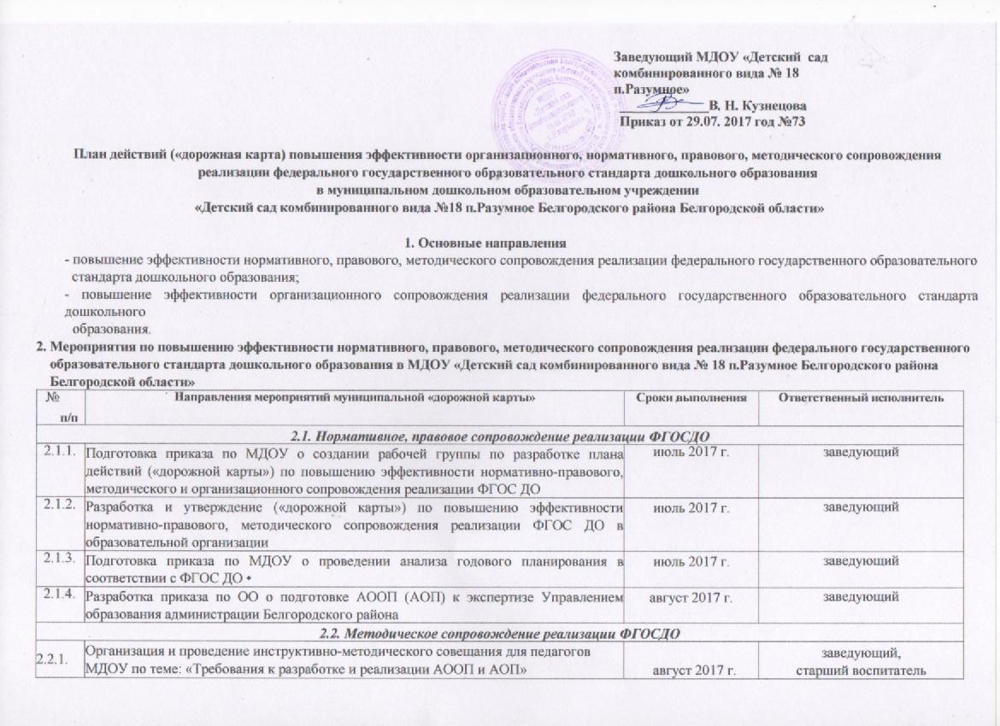 Заведующий МДОУ «Детский сад
комбинированного вида № 18
п.Разумное»
_____________В. Н. Кузнецова
Приказ от 29.07. 2017 год №73
План действий («дорожная карта) повышения эффективности организационного, нормативного, правового, методического сопровождения
реализации федерального государственного образовательного стандарта дошкольного образования
в муниципальном дошкольном образовательном учреждении
«Детский сад комбинированного вида №18 п.Разумное Белгородского района Белгородской области»
1. Основные направления
- повышение эффективности нормативного, правового, методического сопровождения реализации федерального государственного образовательного
стандарта дошкольного образования;
- повышение эффективности организационного сопровождения реализации федерального государственного образовательного стандарта
дошкольного
образования.
2. Мероприятия по повышению эффективности нормативного, правового, методического сопровождения реализации федерального государственного
образовательного стандарта дошкольного образования в МДОУ «Детский сад комбинированного вида № 18 п.Разумное Белгородского района
Белгородской области»
№ Направления мероприятий муниципальной «дорожной карты» Сроки выполнения Ответственный исполнитель
п/п
2.1. Нормативное, правовое сопровождение реализации ФГОСДО
2.1.1. Подготовка приказа по МДОУ о создании рабочей группы по разработке плана июль 2017 г. заведующий
действий («дорожной карты») по повышению эффективности нормативно-правового,
методического и организационного сопровождения реализации ФГОС ДО
2.1.2. Разработка и утверждение («дорожной карты») по повышению эффективности июль 2017 г. заведующий
нормативно-правового, методического сопровождения реализации ФГОС ДО в
образовательной организации
2.1.3. Подготовка приказа по МДОУ о проведении анализа годового планирования в июль 2017 г. заведующий
соответствии с ФГОС ДО •
2.1.4. Разработка приказа по ОО о подготовке АООП (АОП) к экспертизе Управлением август 2017 г. заведующий
образования администрации Белгородского района
2.2. Методическое сопровождение реализации ФГОСДО
2.2.1. Организация и проведение инструктивно-методического совещания для педагогов заведующий,
МДОУ по теме: «Требования к разработке и реализации АООП и АОП» август 2017 г. старший воспитатель